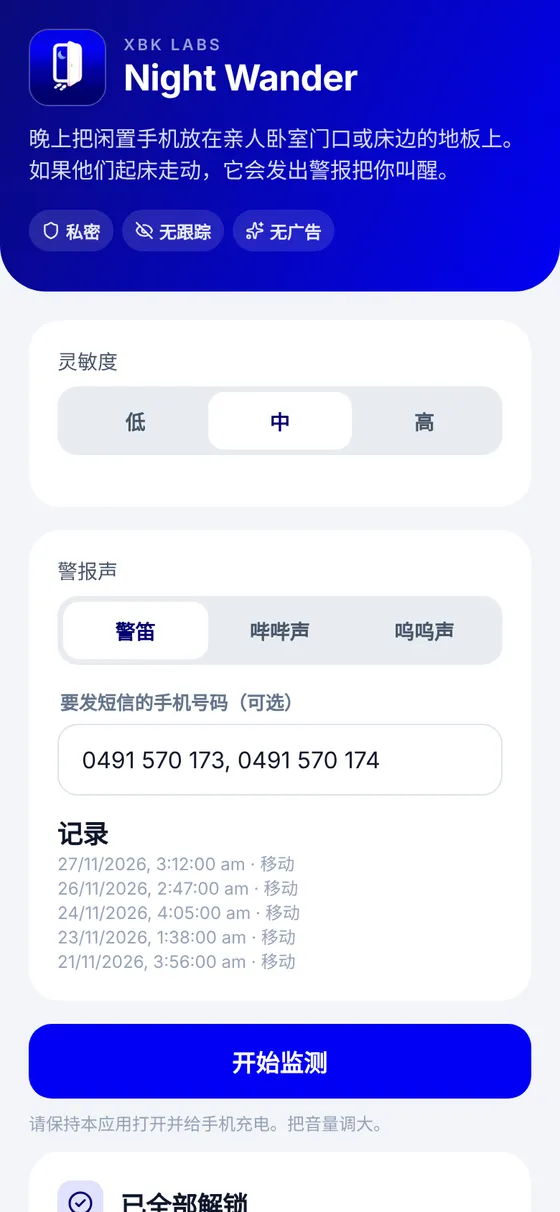 XBK LABS
Night Wander
晚上把闲置手机放在亲人卧室门口或床边的地板上。
如果他们起床走动，它会发出警报把你叫醒。
私密 无跟踪 无广告
灵敏度
低 中 高
警报声
警笛 哔哔声 呜呜声
要发短信的手机号码（可选）
0491 570 173, 0491 570 174
记录
27/11/2026, 3:12:00 am · 移动
26/11/2026, 2:47:00 am · 移动
24/11/2026, 4:05:00 am · 移动
23/11/2026, 1:38:00 am · 移动
21/11/2026, 3:56:00 am · 移动
开始监测
请保持本应用打开并给手机充电。把音量调大。
已全部解锁